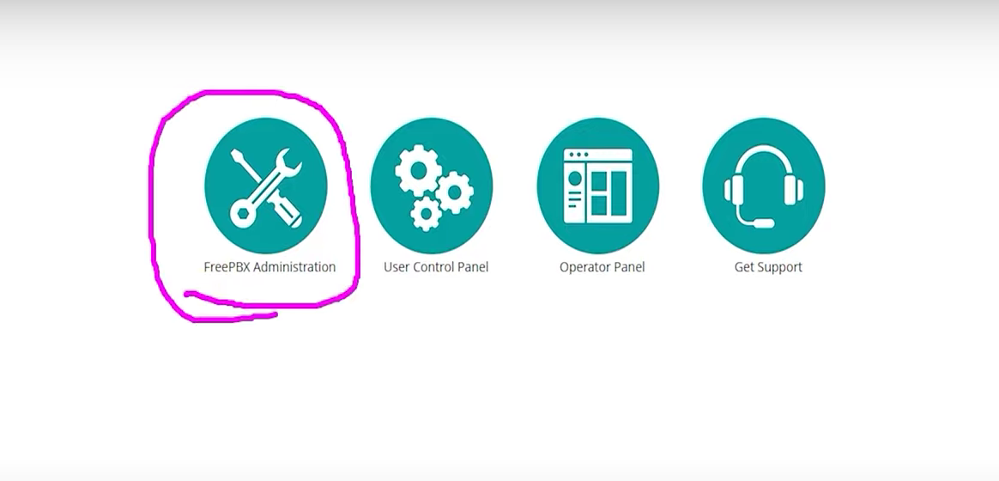 FreePBX Administration
User Control Panel
Operator Panel
Get Support